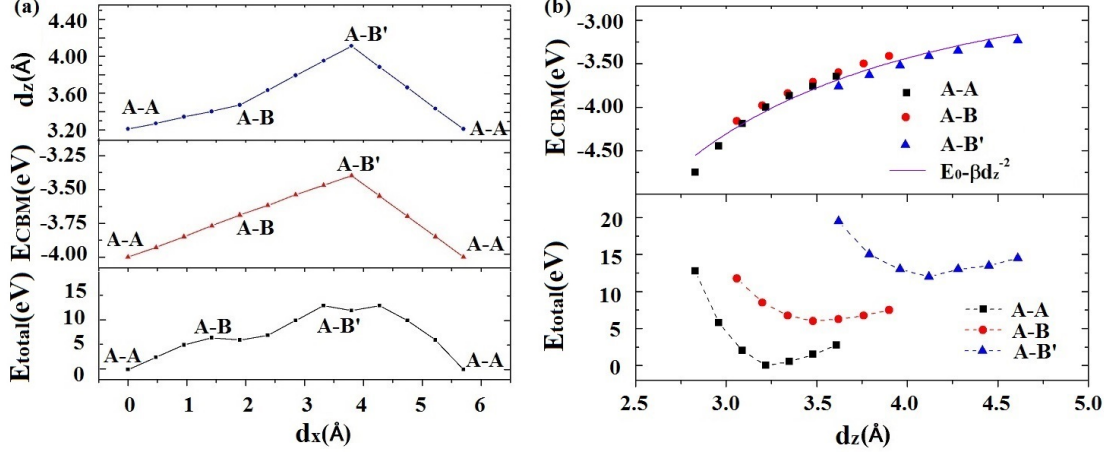 (a)
4.40
4.00
3.60
3.20
dz(Å)
A-A
A-B
A-B'
A-A
-3.25
-3.50
-3.75
-4.00
ECBM(eV)
A-A
A-B
A-B'
A-A
15
10
5
0
Etotal(eV)
A-A
A-B
A-B'
A-A
0 1 2 3 4 5 6
dx(Å)
(b)
-3.00
-3.50
-4.00
-4.50
ECBM(eV)
A-A
A-B
A-B'
E0-βdz-2
20
15
10
5
0
Etotal(eV)
A-A
A-B
A-B'
2.5 3.0 3.5 4.0 4.5 5.0
dz(Å)